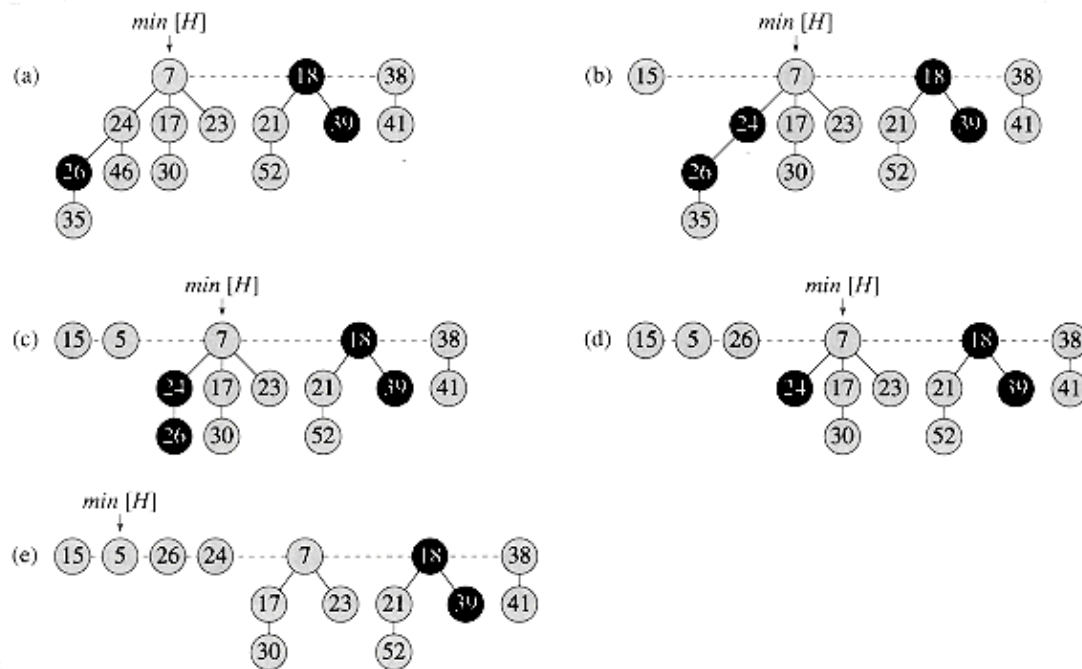 min [H]
min [H]
(a) 7 18 38
(b) 15 7 18 38
24 17 23 21 39 41
24 17 23 21 39 41
26 46 30 52
26 30 52
35
35
min [H]
min [H]
(c) 15 5 7 18 38
(d) 15 5 26 7 18 38
24 17 23 21 39 41
24 17 23 21 39 41
26 30 52
30 52
min [H]
(e) 15 5 26 24 7 18 38
17 23 21 39 41
30 52